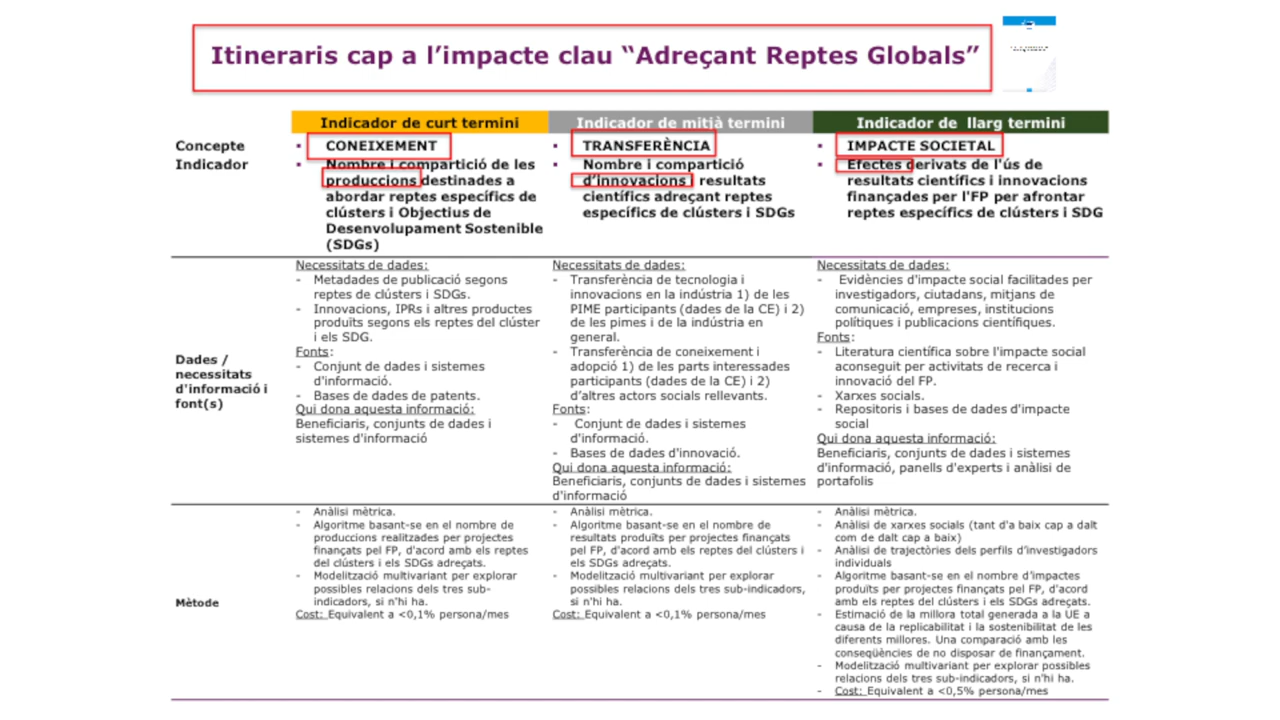 Itineraris cap a l’impacte clau “Adreçant Reptes Globals”
Indicador de curt termini
Indicador de mitjà termini
Indicador de llarg termini
Concepte
▪ CONEIXEMENT
▪ TRANSFERÈNCIA
▪ IMPACTE SOCIETAL
Indicador
▪ Nombre i compartició de les
produccions destinades a
abordar reptes específics de
clústers i Objectius de
Desenvolupament Sostenible
(SDGs)
▪ Nombre i compartició
d’innovacions i resultats
científics adreçant reptes
específics de clústers i SDGs
▪ Efectes derivats de l'ús de
resultats científics i innovacions
finançades per l'FP per afrontar
reptes específics de clústers i SDG
Dades /
necessitats
d'informació i
font(s)
Necessitats de dades:
- Metadades de publicació segons
reptes de clústers i SDGs.
- Innovacions, IPRs i altres productes
produïts segons els reptes del clúster
i els SDG.
Fonts:
- Conjunt de dades i sistemes
d'informació.
- Bases de dades de patents.
Qui dona aquesta informació:
Beneficiaris, conjunts de dades i
sistemes d'informació
Necessitats de dades:
- Transferència de tecnologia i
innovacions en la indústria 1) de les
PIME participants (dades de la CE) i 2)
de les pimes i de la indústria en
general.
- Transferència de coneixement i
adopció 1) de les parts interessades
participants (dades de la CE) i 2)
d’altres actors socials rellevants.
Fonts:
- Conjunt de dades i sistemes
d'informació.
- Bases de dades d'innovació.
Qui dona aquesta informació:
Beneficiaris, conjunts de dades i sistemes
d'informació
Necessitats de dades:
- Evidències d'impacte social facilitades per
investigadors, ciutadans, mitjans de
comunicació, empreses, institucions
polítiques i publicacions científiques.
Fonts:
- Literatura científica sobre l'impacte social
aconseguit per activitats de recerca i
innovació del FP.
- Xarxes socials.
- Repositoris i bases de dades d'impacte
social
Qui dona aquesta informació:
Beneficiaris, conjunts de dades i sistemes
d'informació, panells d'experts i anàlisi de
portafolis
Mètode
- Anàlisi mètrica.
- Algoritme basant-se en el nombre de
produccions realitzades per projectes
finançats pel FP, d'acord amb els reptes
del clústers i els SDGs adreçats.
- Modelització multivariant per explorar
possibles relacions dels tres sub-
indicadors, si n'hi ha.
Cost: Equivalent a <0,1% persona/mes
- Anàlisi mètrica.
- Algoritme basant-se en el nombre de
resultats produïts per projectes finançats
pel FP, d'acord amb els reptes del clústers i
els SDGs adreçats.
- Modelització multivariant per explorar
possibles relacions dels tres sub-indicadors,
si n'hi ha.
Cost: Equivalent a <0,1% persona/mes
- Anàlisi mètrica.
- Anàlisi de xarxes socials (tant d'a baix cap a dalt
com de dalt cap a baix)
- Anàlisi de trajectòries dels perfils d’investigadors
individuals
- Algoritme basant-se en el nombre d’impactes
produïts per projectes finançats pel FP, d'acord
amb els reptes del clústers i els SDGs adreçats.
- Estimació de la millora total generada a la UE a
causa de la replicabilitat i la sostenibilitat de les
diferents millores. Una comparació amb les
conseqüències de no disposar de finançament.
- Modelització multivariant per explorar possibles
relacions dels tres sub-indicadors, si n'hi ha.
- Cost: Equivalent a <0,5% persona/mes